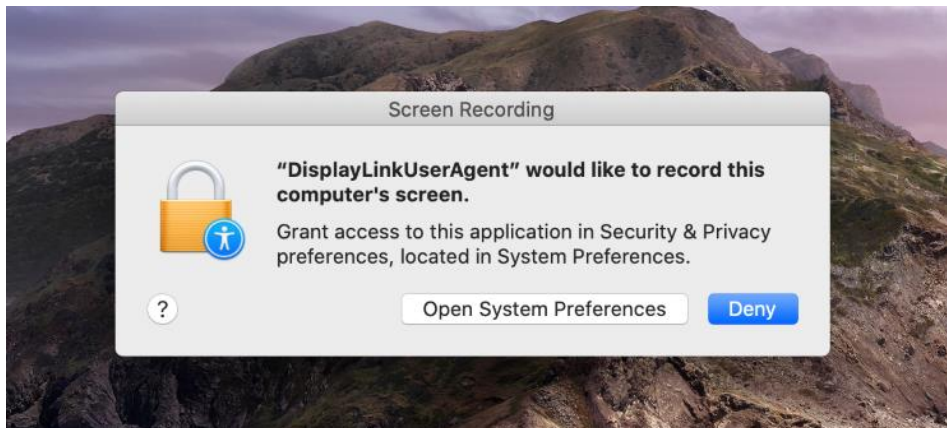 Screen Recording
“DisplayLinkUserAgent” would like to record this
computer's screen.
Grant access to this application in Security & Privacy
preferences, located in System Preferences.
?
Open System Preferences
Deny